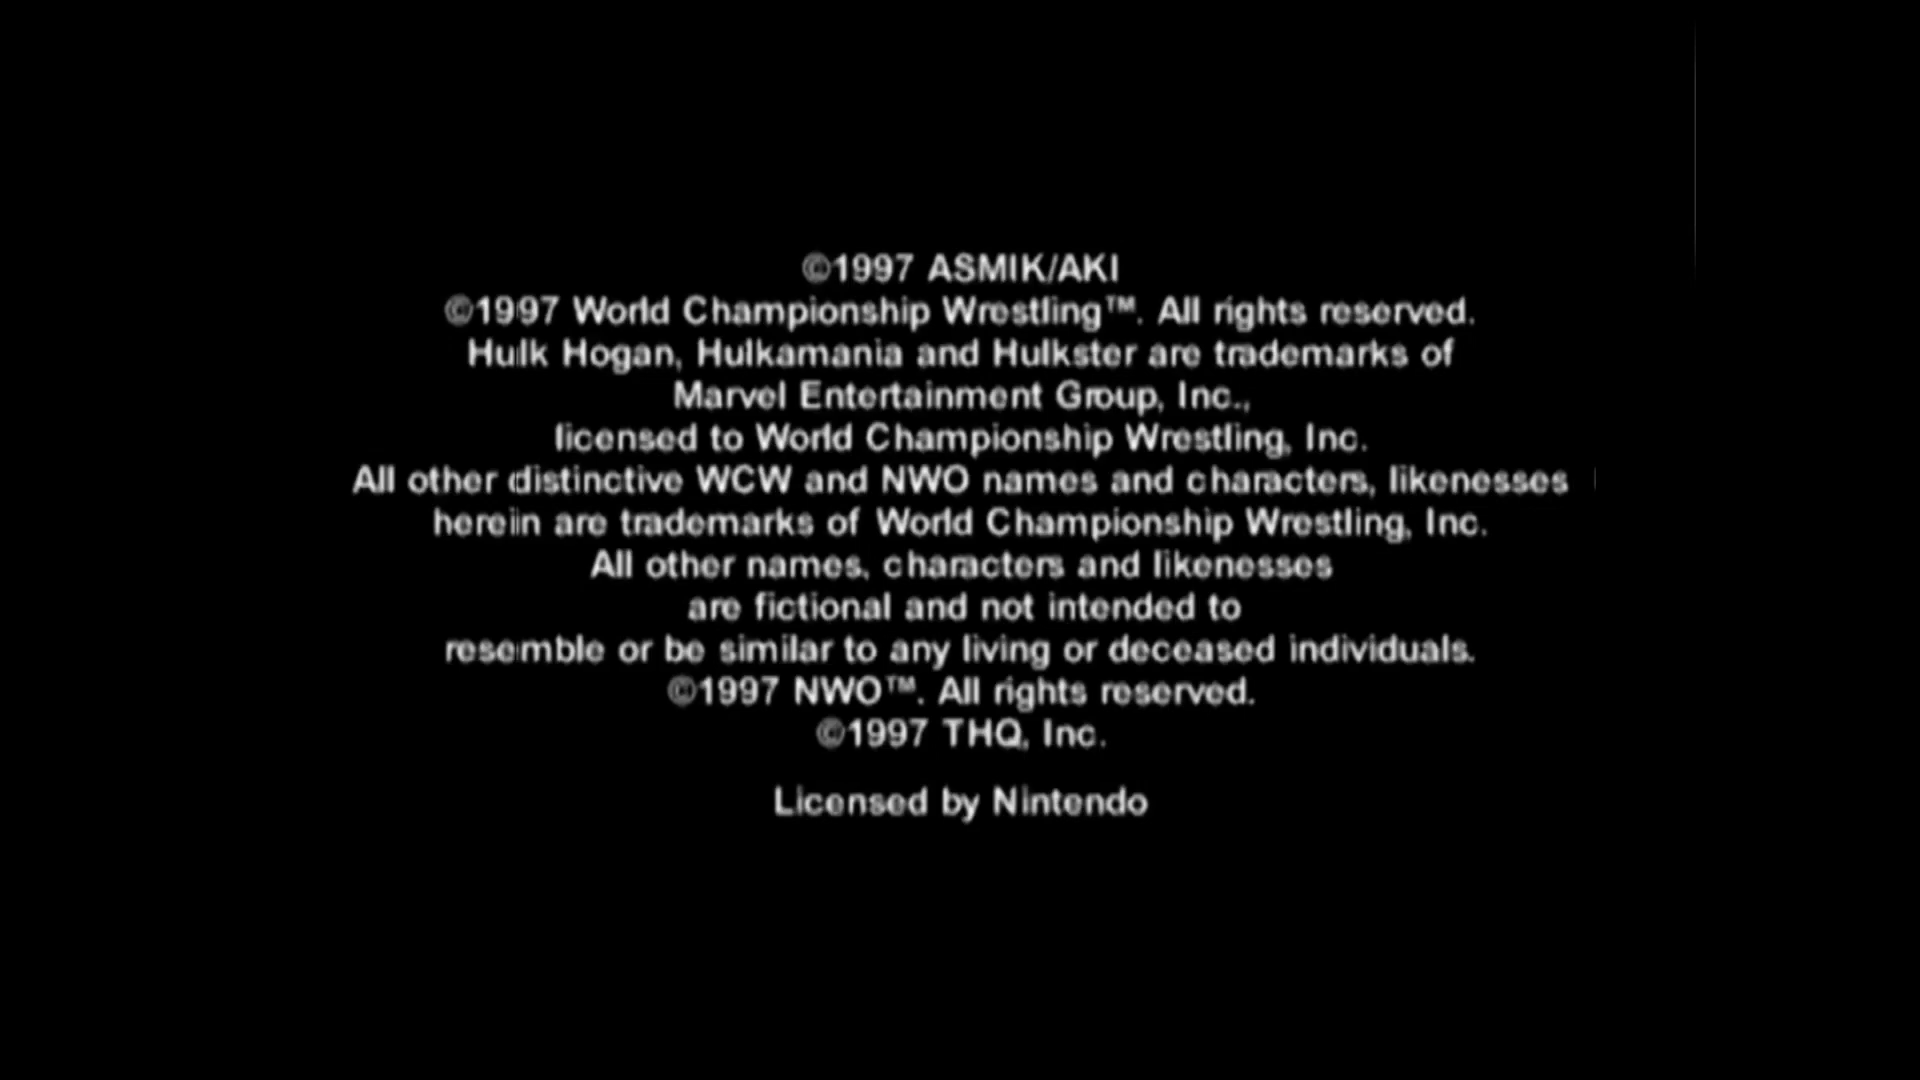 ©1997 ASMIK/AKI
©1997 World Championship Wrestling™. All rights reserved.
Hulk Hogan, Hulkamania and Hulkster are trademarks of
Marvel Entertainment Group, Inc.,
licensed to World Championship Wrestling, Inc.
All other distinctive WCW and NWO names and characters, likenesses
herein are trademarks of World Championship Wrestling, Inc.
All other names, characters and likenesses
are fictional and not intended to
resemble or be similar to any living or deceased individuals.
©1997 NWO™. All rights reserved.
©1997 THQ, Inc.
Licensed by Nintendo